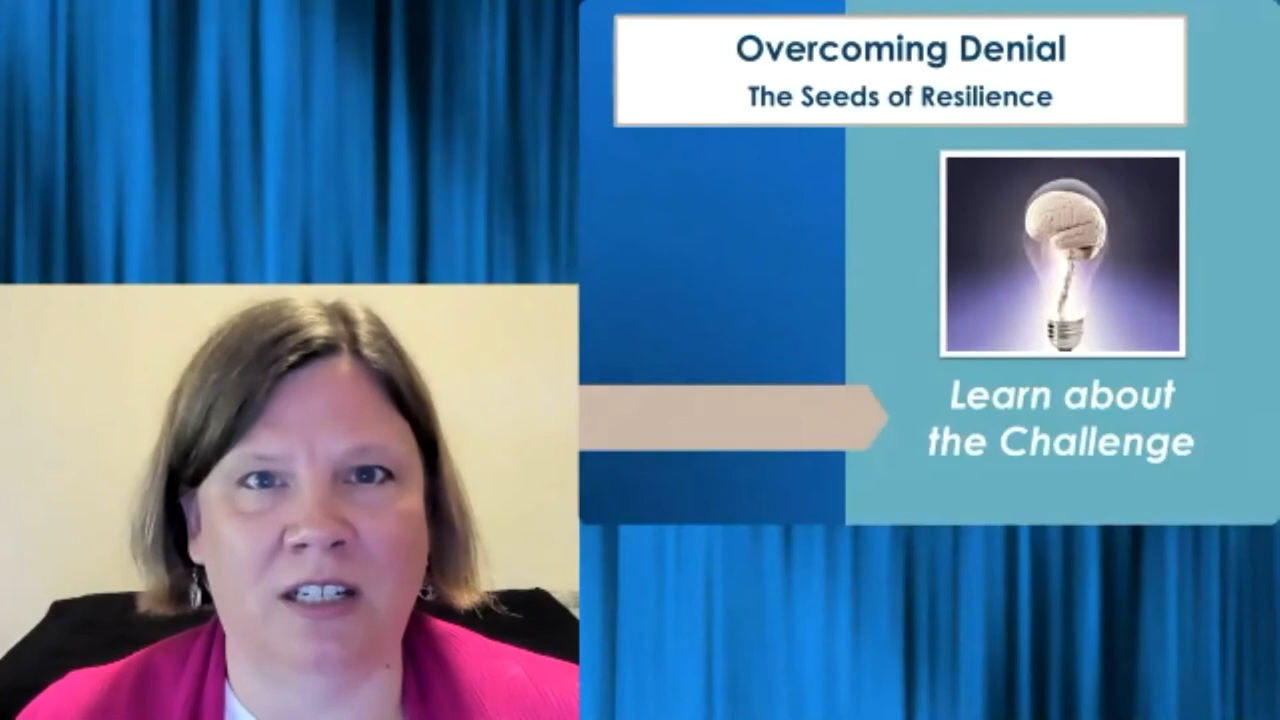 Overcoming Denial
The Seeds of Resilience
Learn about
the Challenge